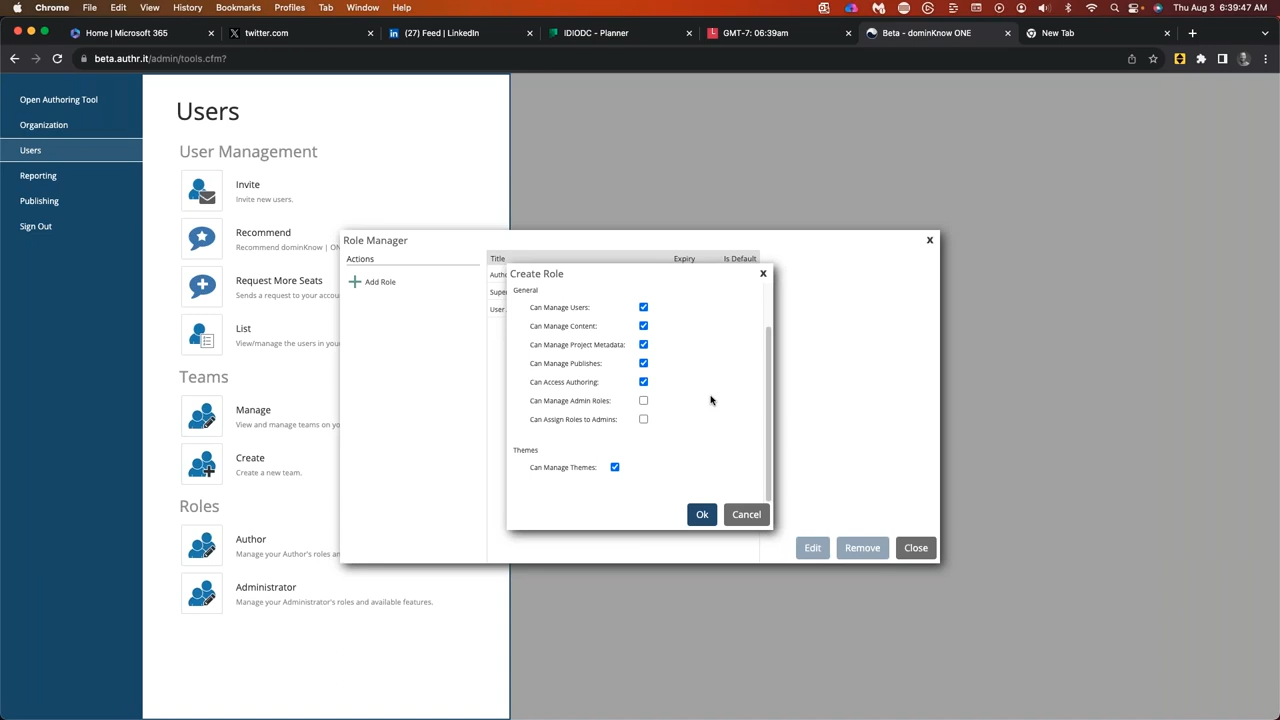 Chrome File Edit View History Bookmarks Profiles Tab Window Help
Thu Aug 3 6:39:47 AM
Home | Microsoft 365
twitter.com
(27) Feed | LinkedIn
IDIODC - Planner
GMT-7: 06:39am
Beta - dominKnow ONE
New Tab
beta.authr.it/admin/tools.cfm?
Open Authoring Tool
Organization
Users
Reporting
Publishing
Sign Out
Users
User Management
Invite
Invite new users.
Recommend
Recommend dominKnow | ON
Request More Seats
Sends a request to your accou
List
View/manage the users in your
Teams
Manage
View and manage teams on yo
Create
Create a new team.
Roles
Author
Manage your Author's roles an
Administrator
Manage your Administrator's roles and available features.
Role Manager
X
Actions
Add Role
Title Expiry Is Default
Autho
Super
User
Create Role
X
General
Can Manage Users:
Can Manage Content:
Can Manage Project Metadata:
Can Manage Publishes:
Can Access Authoring:
Can Manage Admin Roles:
Can Assign Roles to Admins:
Themes
Can Manage Themes:
Ok Cancel
Edit Remove Close